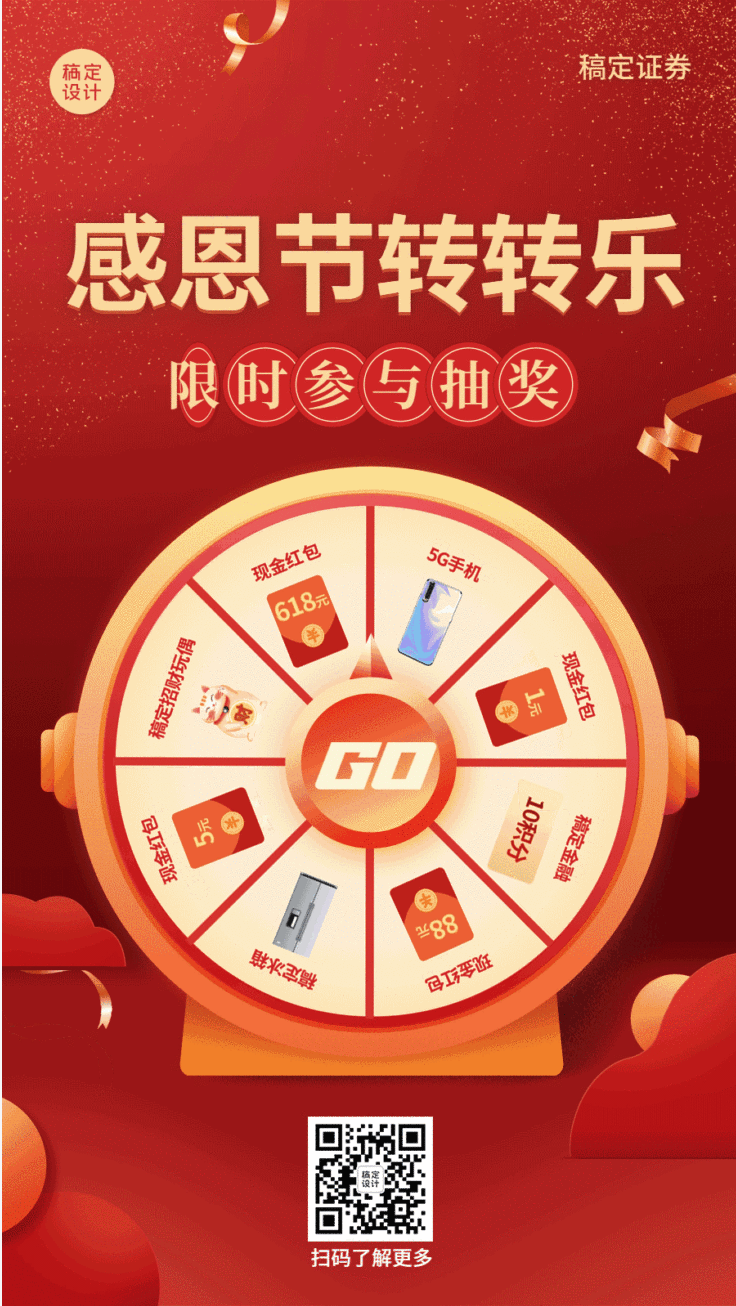 稿定
设计
稿定证券
感恩节转转乐
限时参与抽奖
现金红包
618元
5G手机
现金红包
1元
稿定金融
10积分
现金红包
88元
稿定冰箱
现金红包
5元
稿定招财玩偶
GO
稿定
设计
扫码了解更多